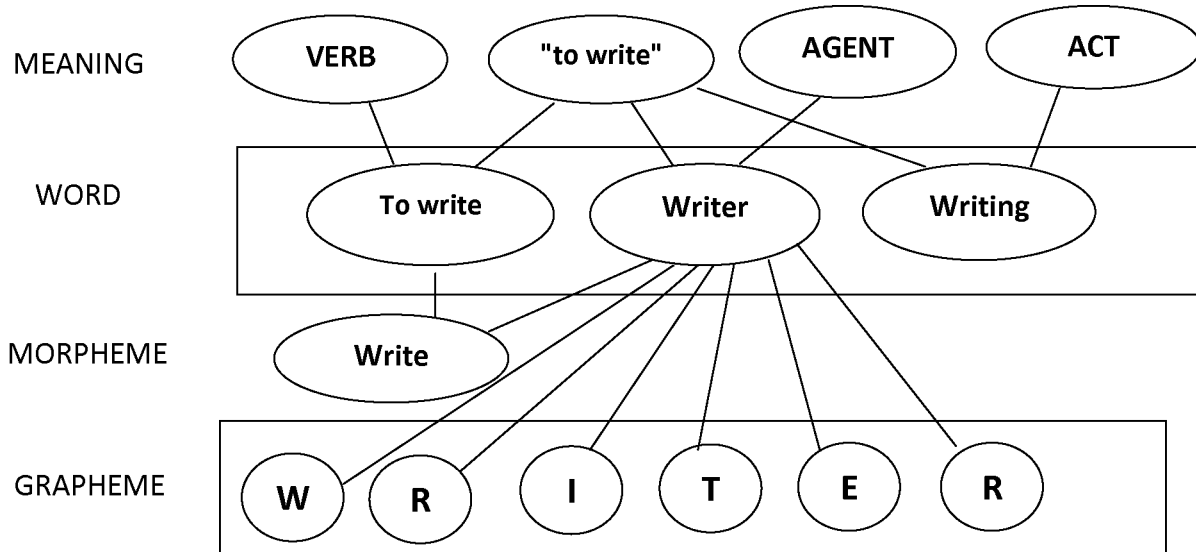 MEANING VERB "to write" AGENT ACT
WORD To write Writer Writing
MORPHEME Write
GRAPHEME W R I T E R